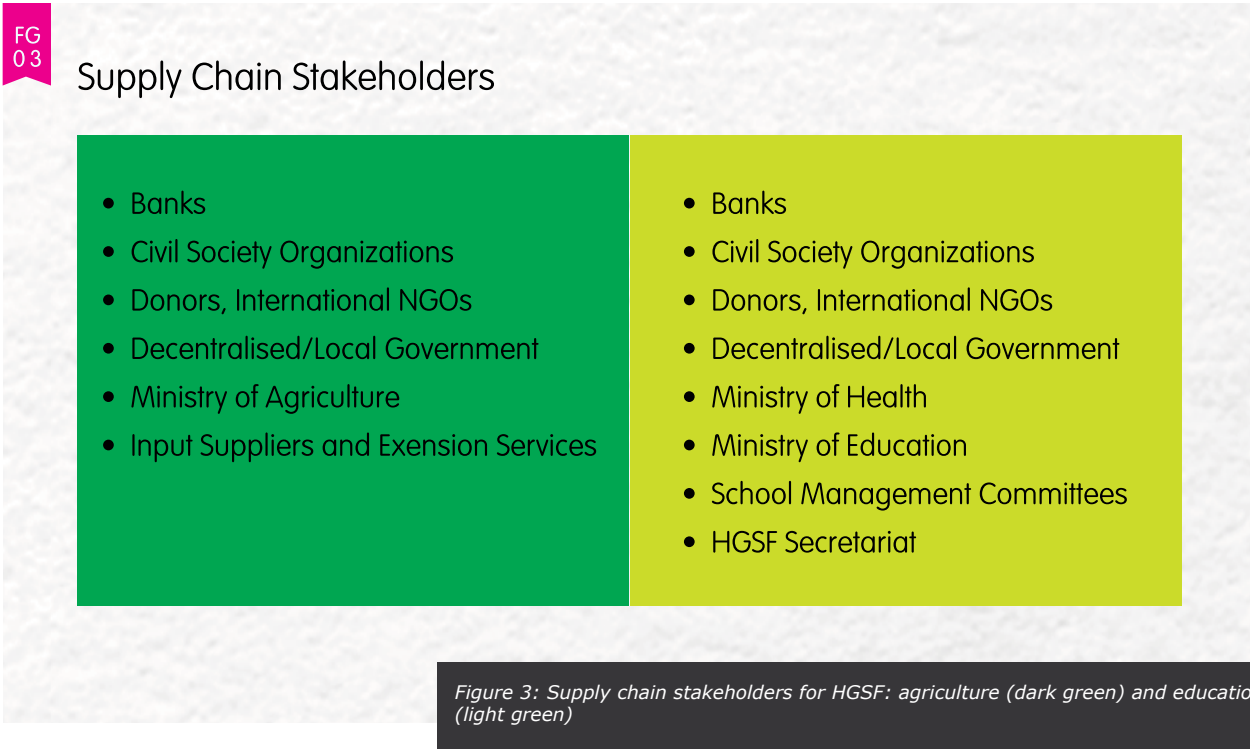 FG
03
Supply Chain Stakeholders
• Banks
• Civil Society Organizations
• Donors, International NGOs
• Decentralised/Local Government
• Ministry of Agriculture
• Input Suppliers and Exension Services
• Banks
• Civil Society Organizations
• Donors, International NGOs
• Decentralised/Local Government
• Ministry of Health
• Ministry of Education
• School Management Committees
• HGSF Secretariat
Figure 3: Supply chain stakeholders for HGSF: agriculture (dark green) and educatio
(light green)